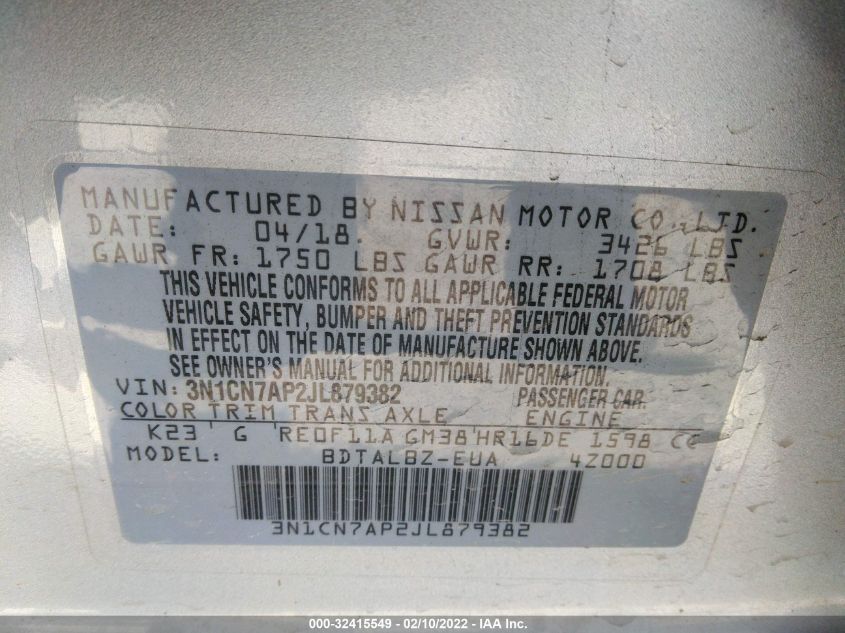 MANUFACTURED BY NISSAN MOTOR CO.,LTD.
DATE: 04/18. GVWR: 3426 LBS
GAWR FR: 1750 LBS GAWR RR: 1708 LBS
THIS VEHICLE CONFORMS TO ALL APPLICABLE FEDERAL MOTOR
VEHICLE SAFETY, BUMPER AND THEFT PREVENTION STANDARDS
IN EFFECT ON THE DATE OF MANUFACTURE SHOWN ABOVE.
SEE OWNER'S MANUAL FOR ADDITIONAL INFORMATION.
VIN: 3N1CN7AP2JL879382 PASSENGER CAR.
COLOR TRIM TRANS AXLE ENGINE
K23 G RE0F11A GM38 HR16DE 1598 CC
MODEL: BDTALBZ-EUA 4Z000
3N1CN7AP2JL879382
000-32415549 — 02/10/2022 — IAA Inc.